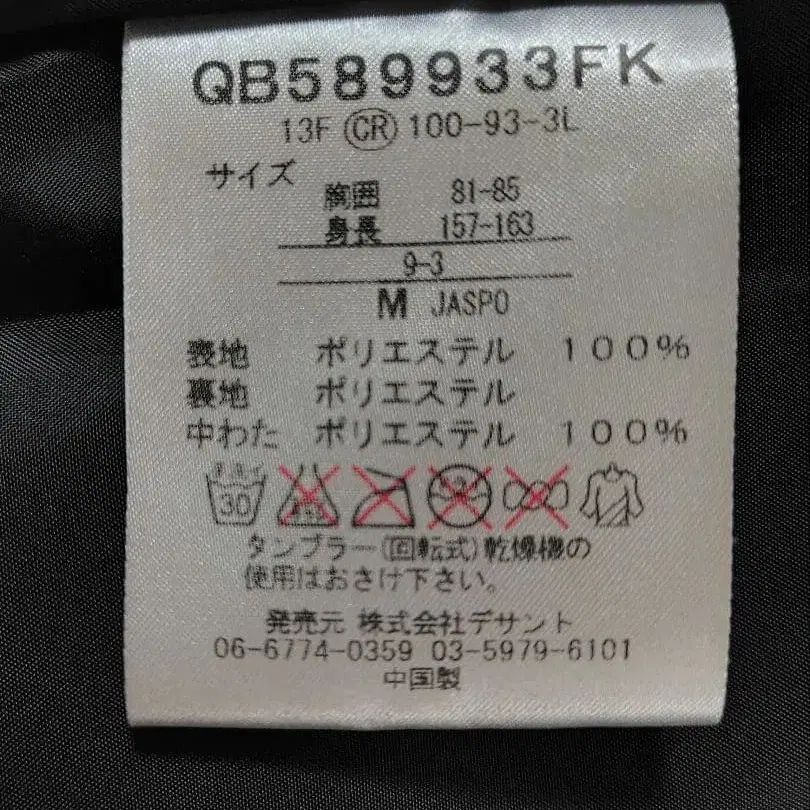 QB589933FK
13F CR 100-93-3L
サイズ
胸囲 81-85
身長 157-163
9-3
M JASPO
表地 ポリエステル 100%
裏地 ポリエステル
中わた ポリエステル 100%
30
タンブラー(回転式)乾燥機の
使用はおさけ下さい。
発売元 株式会社デサント
06-6774-0359 03-5979-6101
中国製